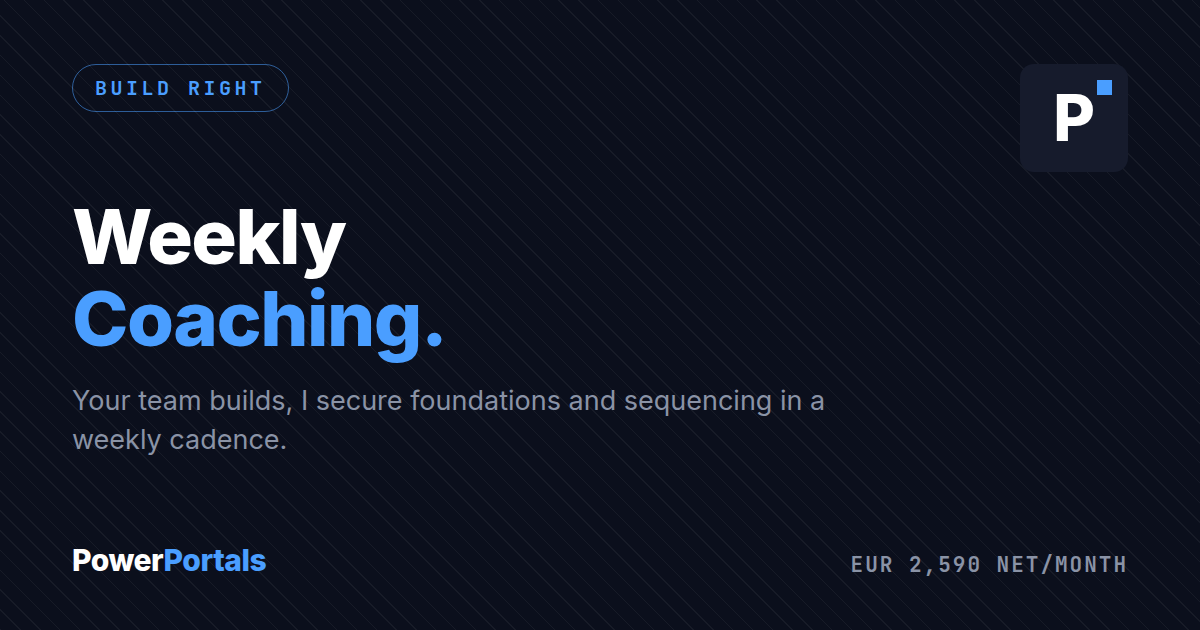 BUILD RIGHT
P
Weekly
Coaching.
Your team builds, I secure foundations and sequencing in a
weekly cadence.
PowerPortals
EUR 2,590 NET/MONTH